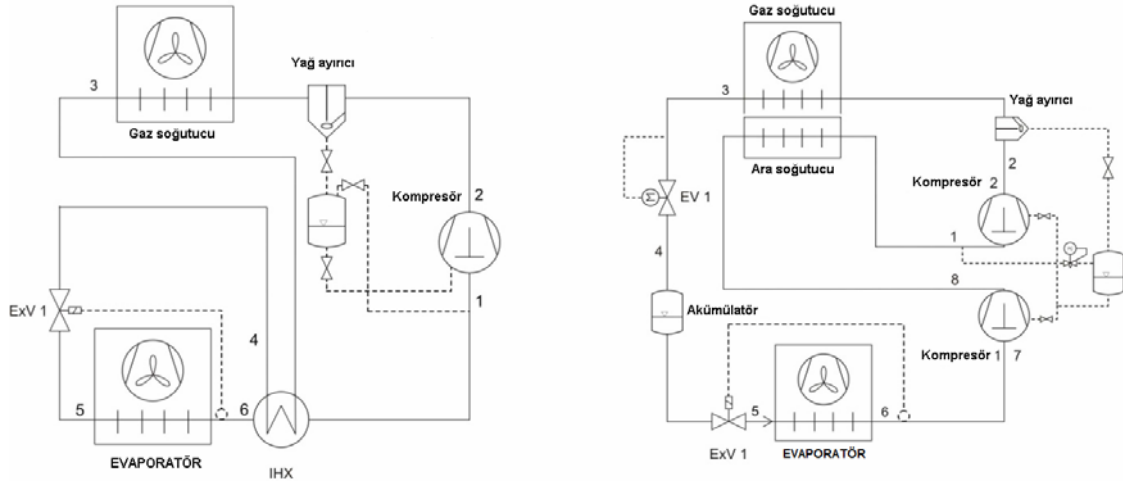 3
Gaz soğutucu
Yağ ayırıcı
Kompresör
2
1
ExV 1
4
5
EVAPORATÖR
6
IHX
Gaz soğutucu
3
Ara soğutucu
Yağ ayırıcı
2
Kompresör
2
1
M
EV 1
4
8
Akümülatör
Kompresör 1
7
ExV 1
5
EVAPORATÖR
6